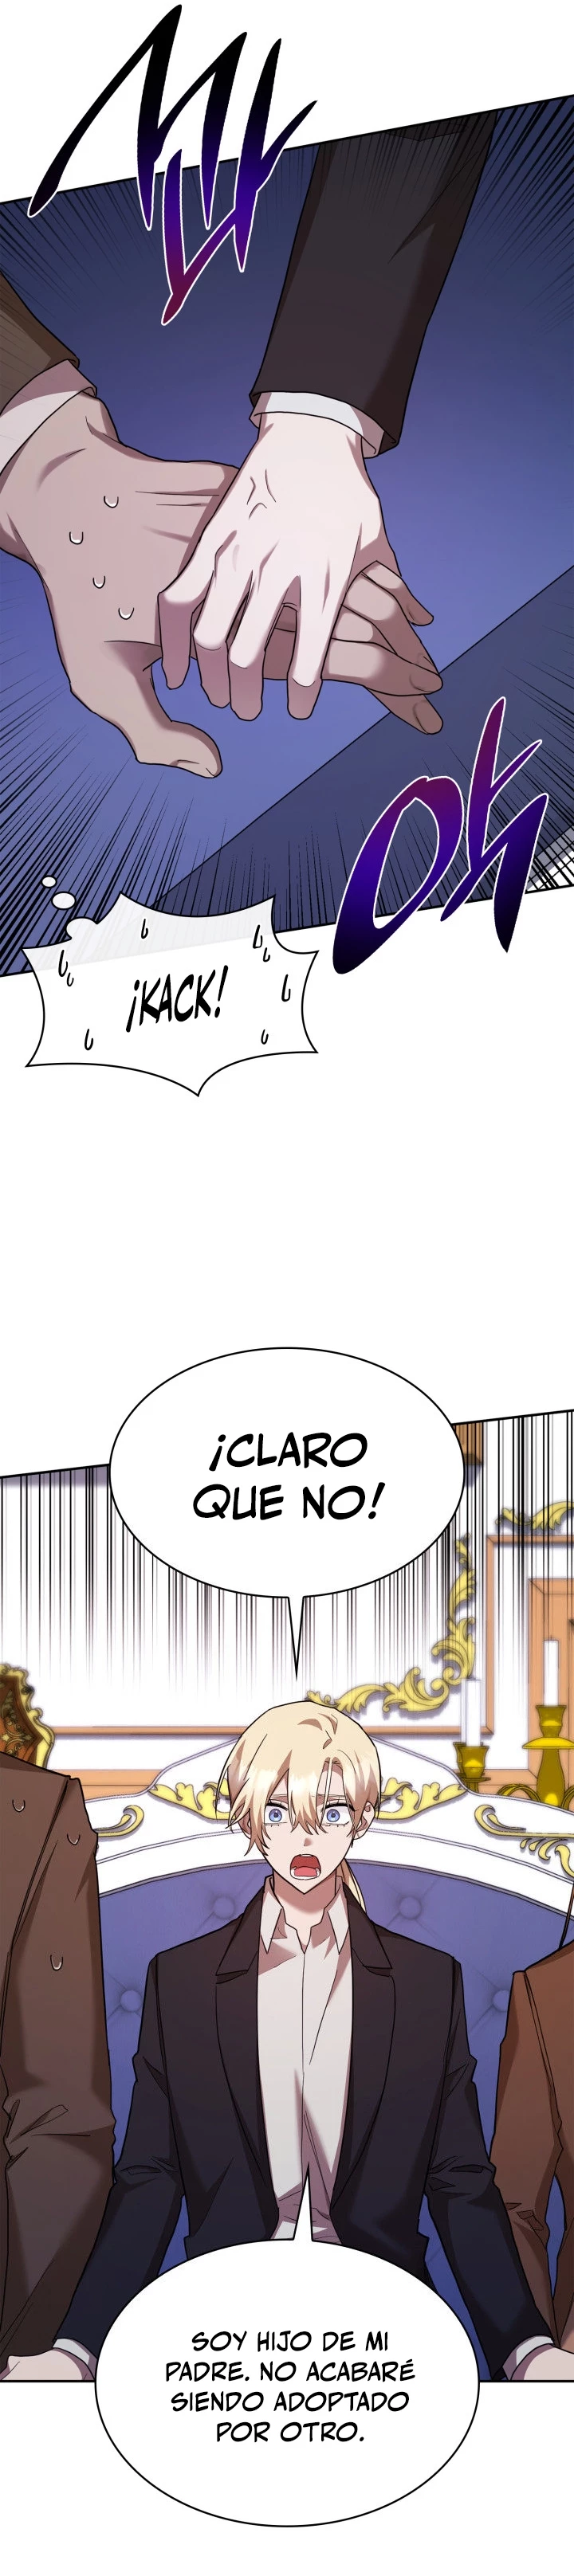 ¡KACK!
¡CLARO
QUE NO!
SOY HIJO DE MI
PADRE. NO ACABARÉ
SIENDO ADOPTADO
POR OTRO.